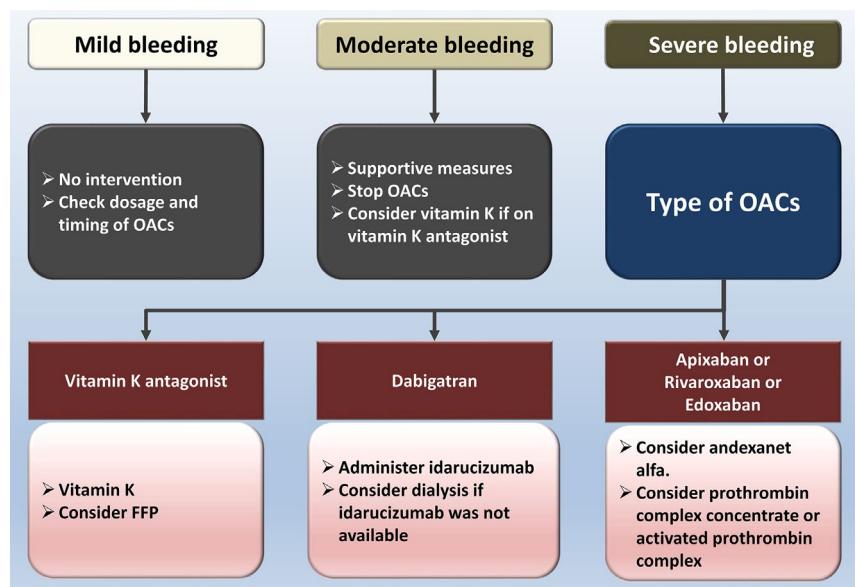 Mild bleeding
Moderate bleeding
Severe bleeding
➢ No intervention
➢ Check dosage and
timing of OACs
➢ Supportive measures
➢ Stop OACs
➢ Consider vitamin K if on
vitamin K antagonist
Type of OACs
Vitamin K antagonist
Dabigatran
Apixaban or
Rivaroxaban or
Edoxaban
➢ Vitamin K
➢ Consider FFP
➢ Administer idarucizumab
➢ Consider dialysis if
idarucizumab was not
available
➢ Consider andexanet
alfa.
➢ Consider prothrombin
complex concentrate or
activated prothrombin
complex